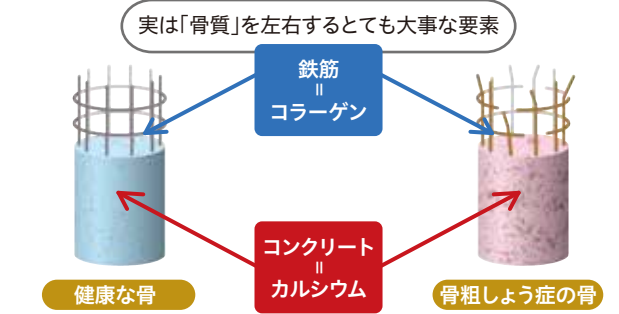 実は「骨質」を左右するとても大事な要素
鉄筋
=
コラーゲン
コンクリート
=
カルシウム
健康な骨
骨粗しょう症の骨